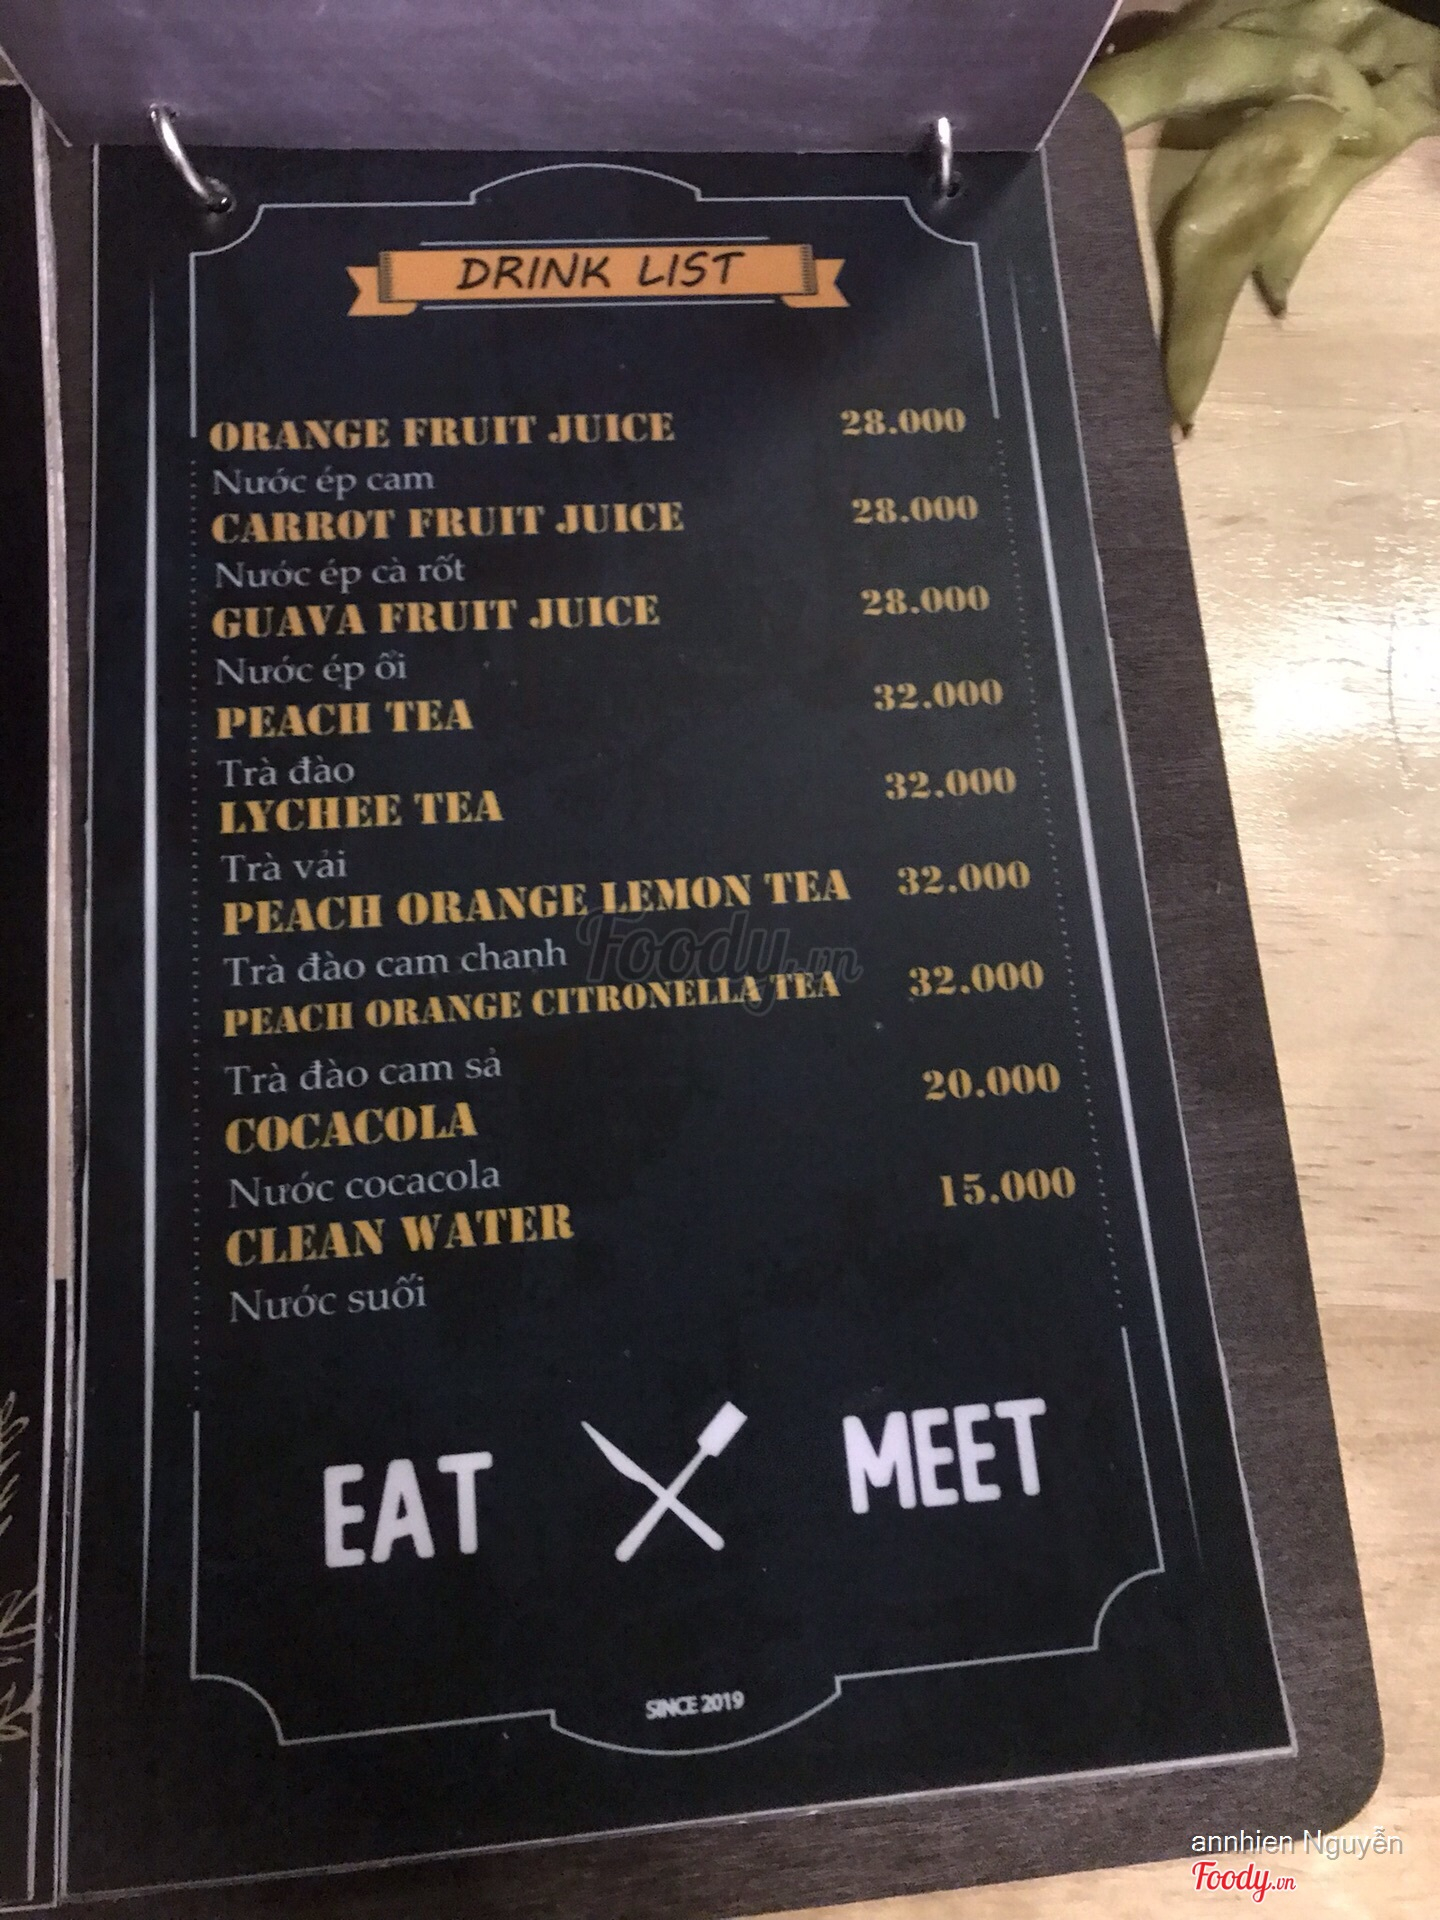 DRINK LIST
ORANGE FRUIT JUICE 28.000
Nước ép cam
CARROT FRUIT JUICE 28.000
Nước ép cà rốt
GUAVA FRUIT JUICE 28.000
Nước ép ổi
PEACH TEA 32.000
Trà đào
LYCHEE TEA 32.000
Trà vải
PEACH ORANGE LEMON TEA 32.000
Trà đào cam chanh
Foody.vn
PEACH ORANGE CITRONELLA TEA 32.000
Trà đào cam sả
COCACOLA 20.000
Nước cocacola
CLEAN WATER 15.000
Nước suối
EAT MEET
SINCE 2019
annhien Nguyễn
Foody.vn